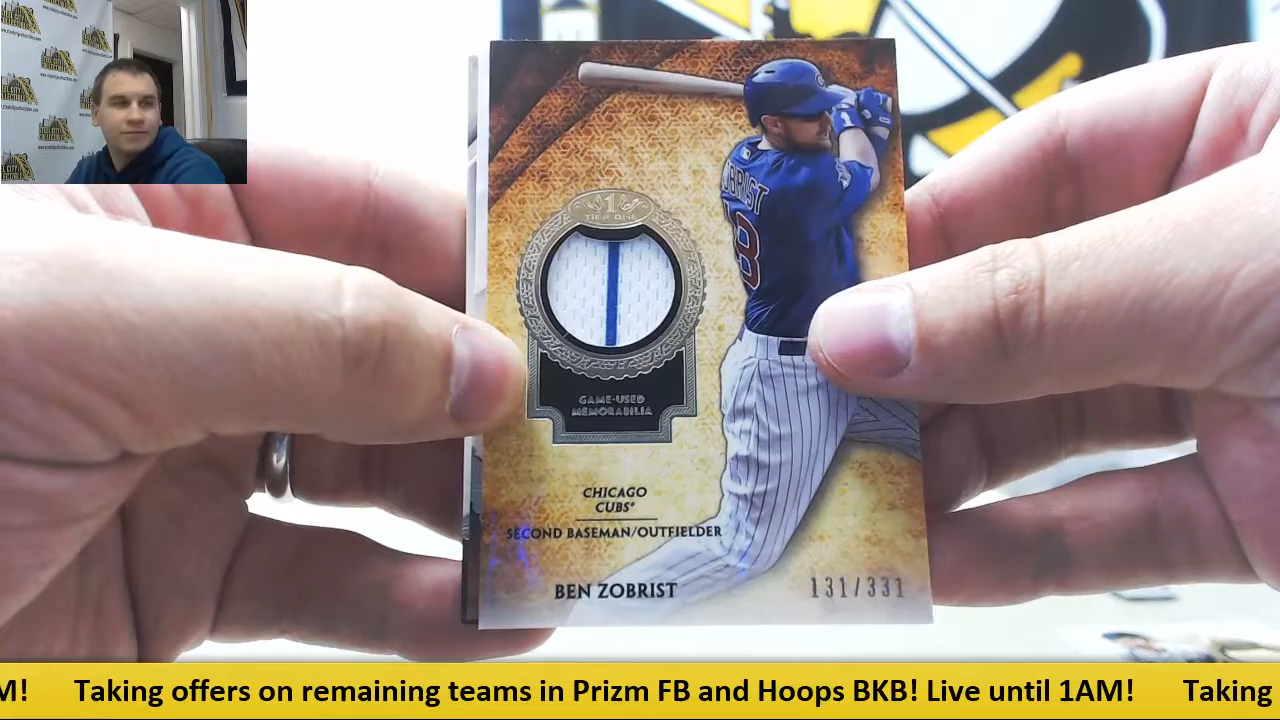 1
TIER ONE
GAME-USED
MEMORABILIA
CHICAGO
CUBS®
SECOND BASEMAN/OUTFIELDER
BEN ZOBRIST
131/331
M! Taking offers on remaining teams in Prizm FB and Hoops BKB! Live until 1AM! Taking